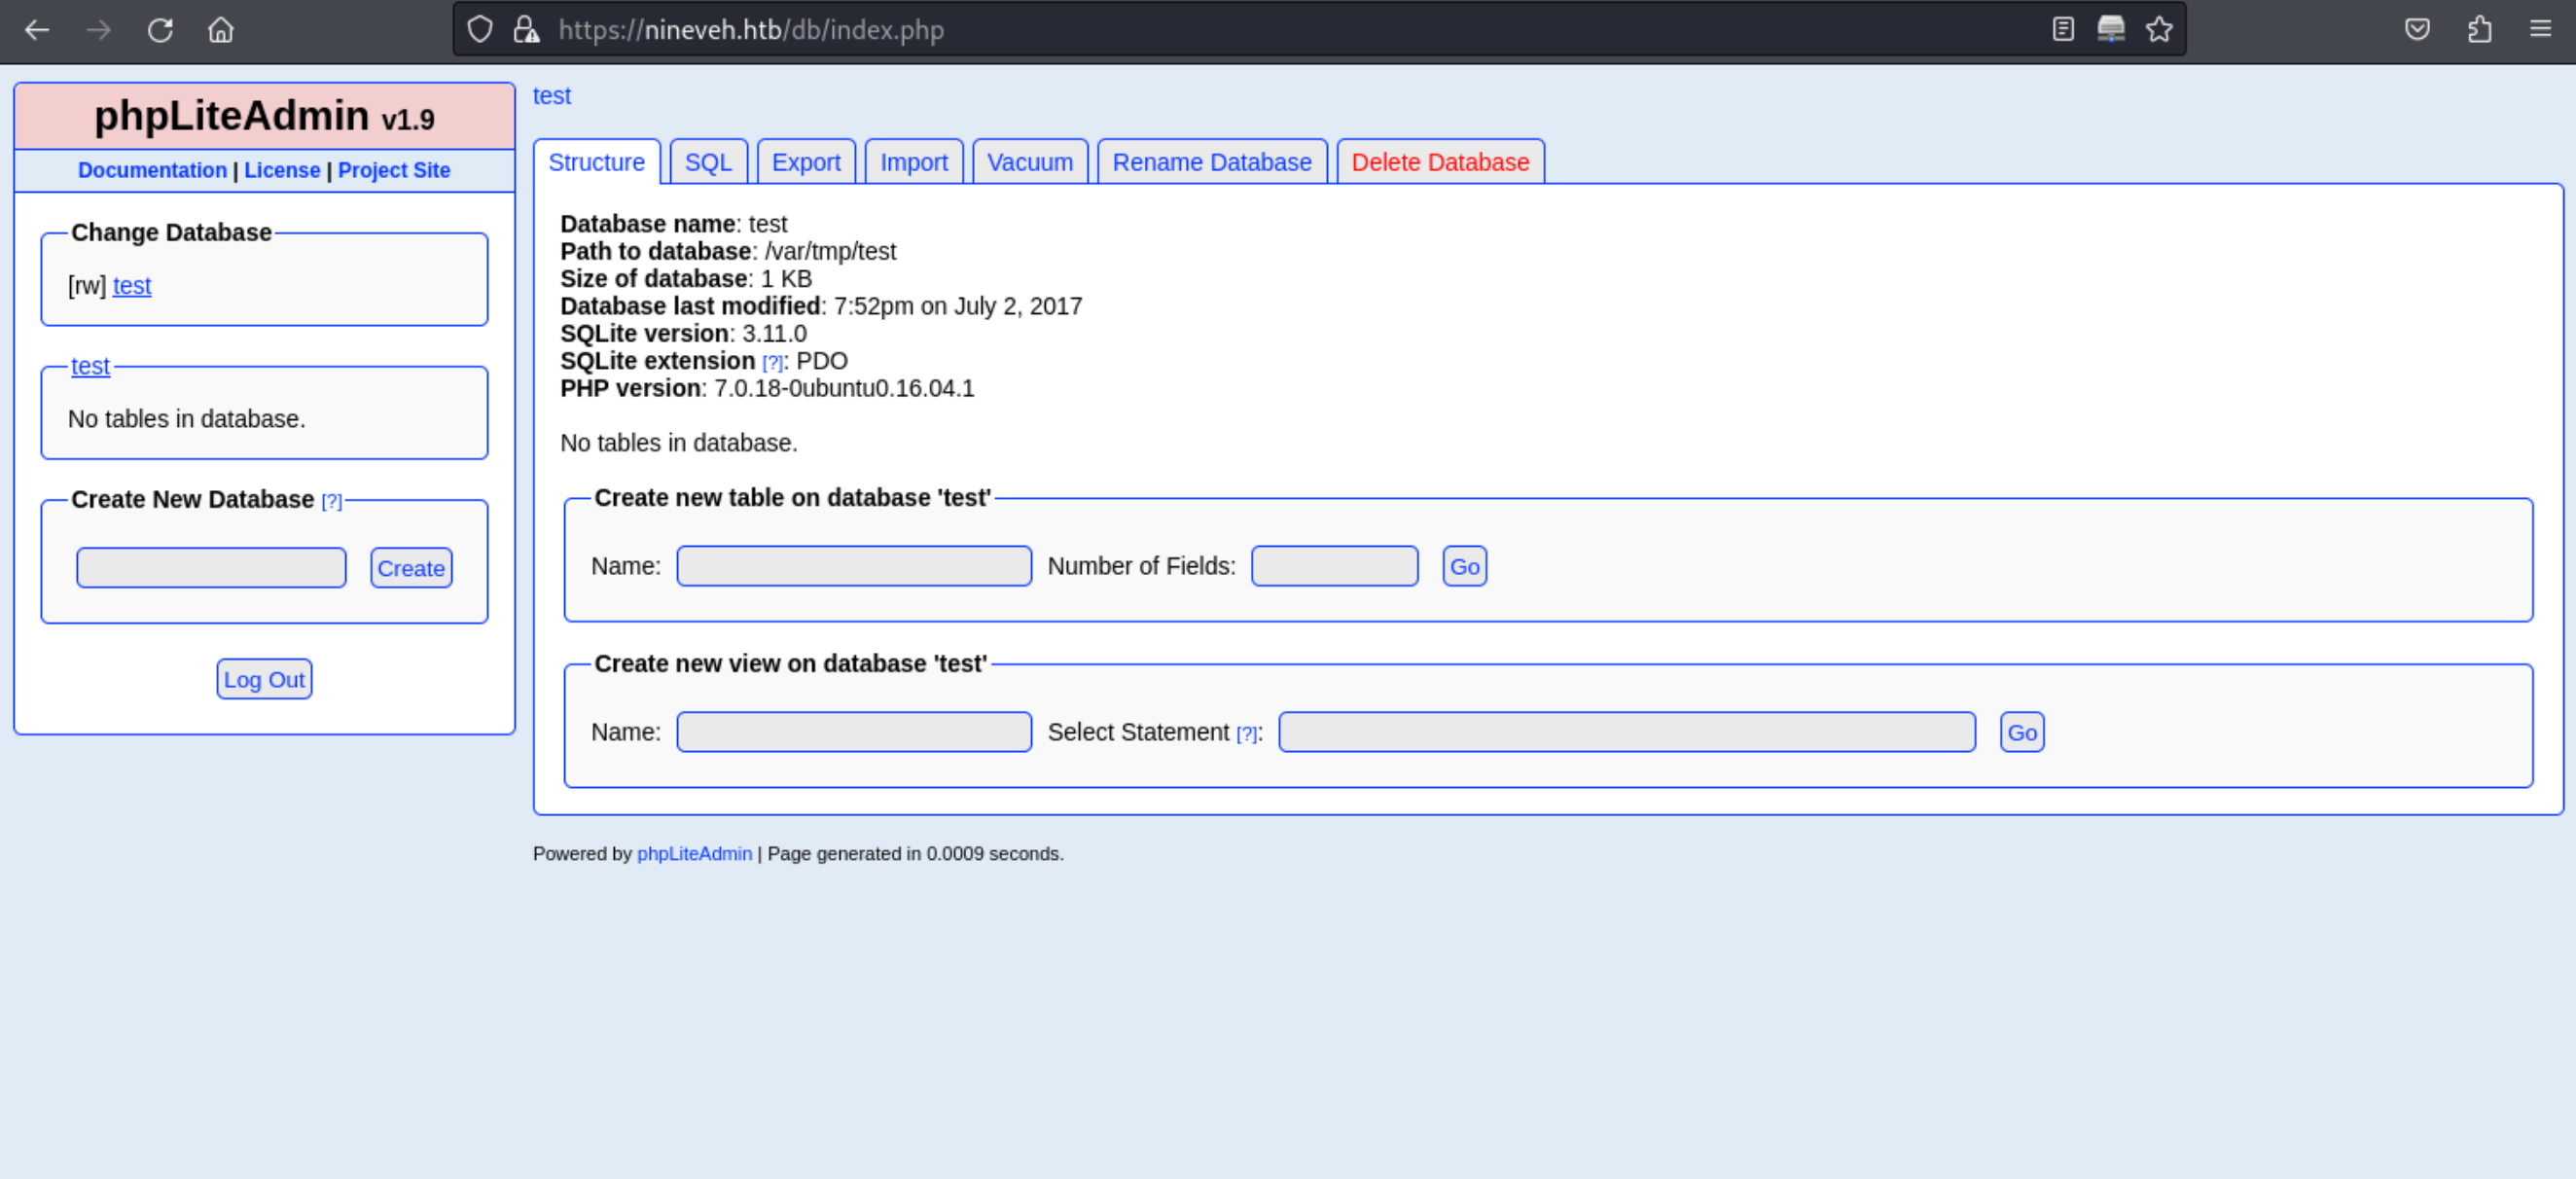 https://nineveh.htb/db/index.php
phpLiteAdmin v1.9
Documentation | License | Project Site
Change Database
[rw] test
test
No tables in database.
Create New Database [?]
Create
Log Out
test
Structure SQL Export Import Vacuum Rename Database Delete Database
Database name: test
Path to database: /var/tmp/test
Size of database: 1 KB
Database last modified: 7:52pm on July 2, 2017
SQLite version: 3.11.0
SQLite extension [?]: PDO
PHP version: 7.0.18-0ubuntu0.16.04.1
No tables in database.
Create new table on database 'test'
Name: Number of Fields: Go
Create new view on database 'test'
Name: Select Statement [?]: Go
Powered by phpLiteAdmin | Page generated in 0.0009 seconds.